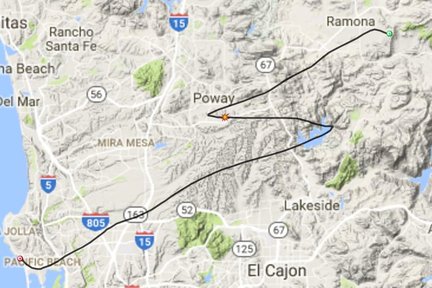 nitas
Rancho
Santa Fe
15
Ramona
na Beach
67
Del Mar
56
Poway
MIRA MESA
5
Lakeside
JOLLA
805
163
52
15
67
125
PACIFIC BEACH
El Cajon